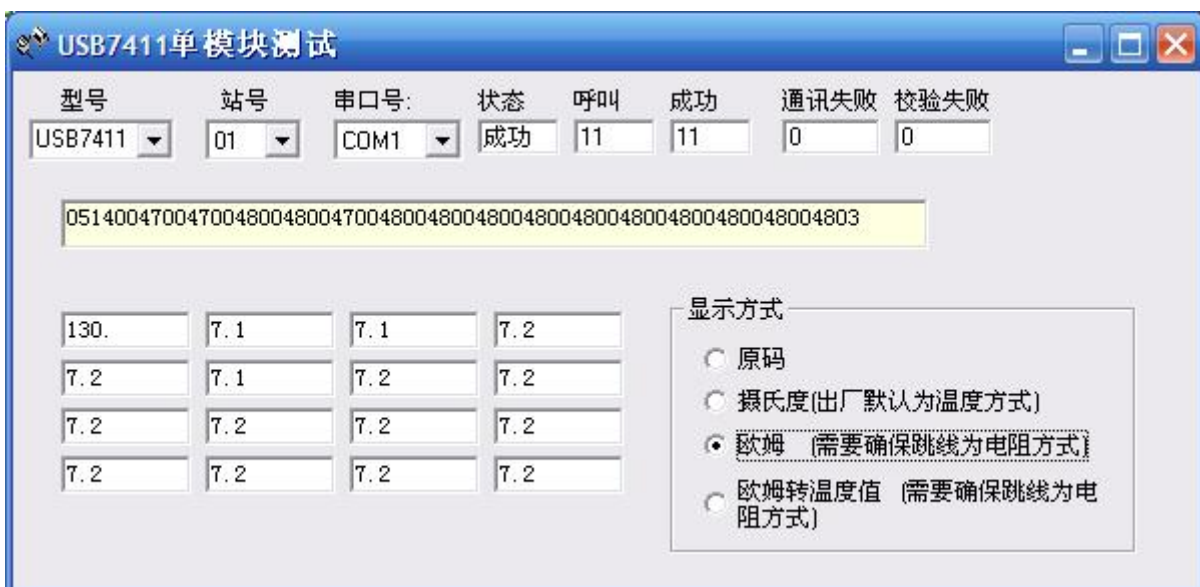 USB7411单模块测试
型号 站号 串口号: 状态 呼叫 成功 通讯失败 校验失败
USB7411 01 COM1 成功 11 11 0 0
05140047004700480048004700480048004800480048004800480048004800480­3
130. 7.1 7.1 7.2
7.2 7.1 7.2 7.2
7.2 7.2 7.2 7.2
7.2 7.2 7.2 7.2
显示方式
原码
摄氏度(出厂默认为温度方式)
欧姆 (需要确保跳线为电阻方式)
欧姆转温度值 (需要确保跳线为电
阻方式)